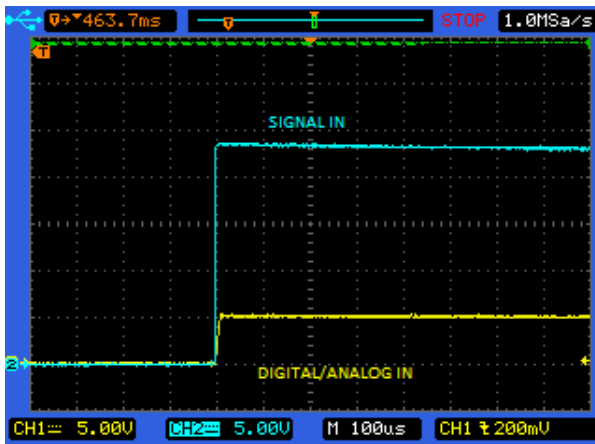 463.7ms STOP 1.0MSa/s
T
SIGNAL IN
2
DIGITAL/ANALOG IN
CH1 5.00V CH2 5.00V M 100us CH1 200mV